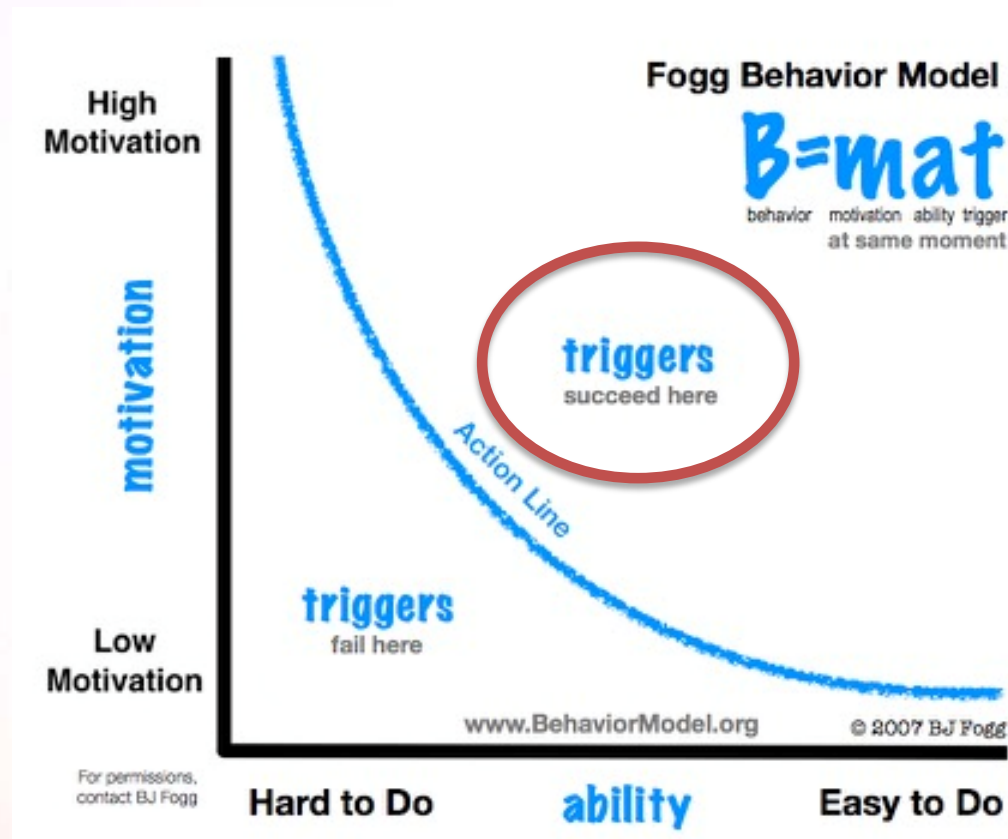 Fogg Behavior Model
B=mat
behavior motivation ability trigger
at same moment
High
Motivation
motivation
triggers
succeed here
Action Line
triggers
fail here
Low
Motivation
www.BehaviorModel.org
© 2007 BJ Fogg
For permissions,
contact BJ Fogg
Hard to Do
ability
Easy to Do